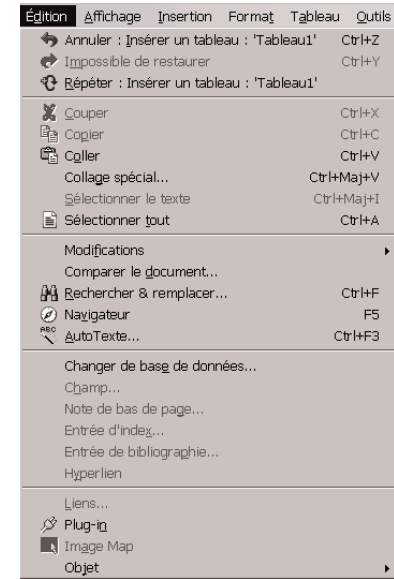 Édition Affichage Insertion Format Tableau Outils
Annuler : Insérer un tableau : 'Tableau1' Ctrl+Z
Impossible de restaurer Ctrl+Y
Répéter : Insérer un tableau : 'Tableau1'
Couper Ctrl+X
Copier Ctrl+C
Coller Ctrl+V
Collage spécial... Ctrl+Maj+V
Sélectionner le texte Ctrl+Maj+I
Sélectionner tout Ctrl+A
Modifications
Comparer le document...
Rechercher & remplacer... Ctrl+F
Navigateur F5
ABC
AutoTexte... Ctrl+F3
Changer de base de données...
Champ...
Note de bas de page...
Entrée d'index...
Entrée de bibliographie...
Hyperlien
Liens...
Plug-in
Image Map
Objet